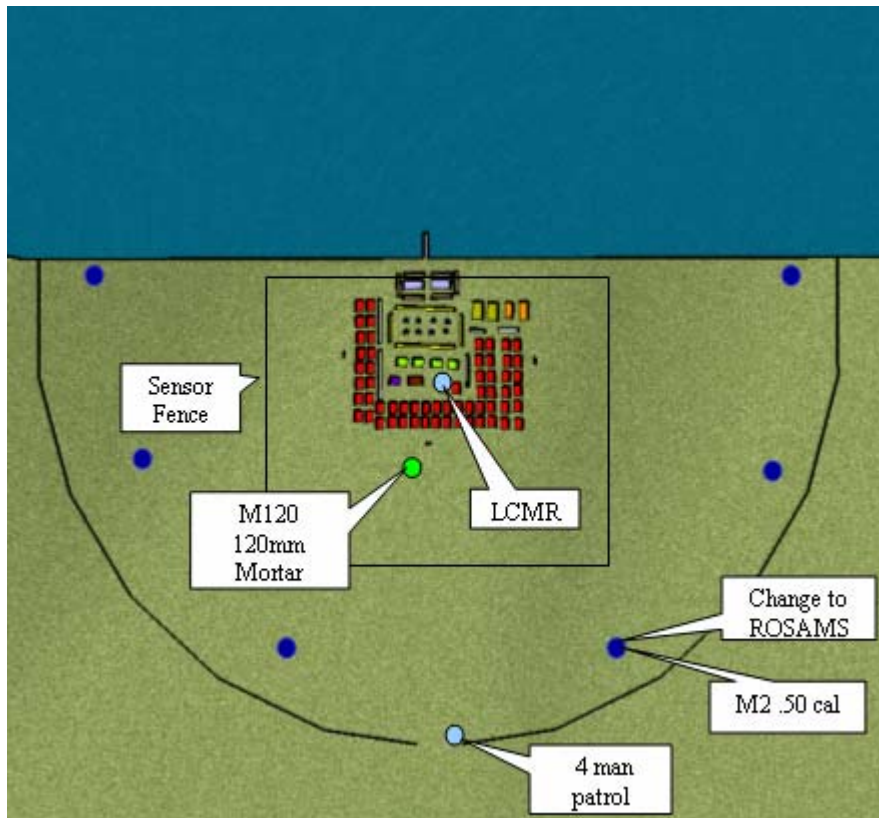 Sensor
Fence
M120
120mm
Mortar
LCMR
Change to
ROSAMS
M2 .50 cal
4 man
patrol